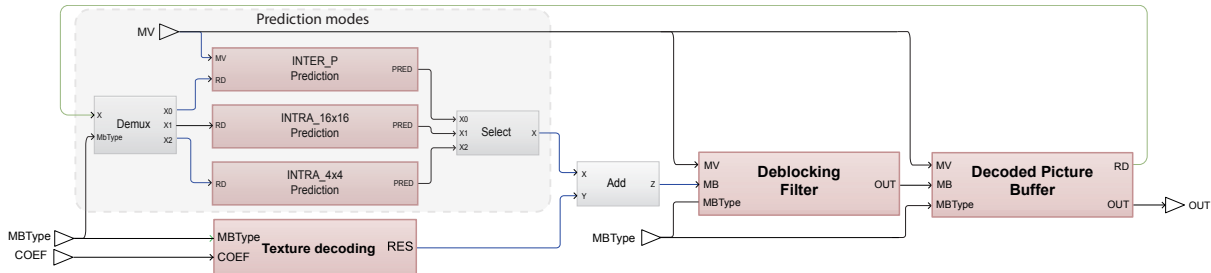 Prediction modes
MV
MV
RD
INTER_P
Prediction
PRED
X
MbType
Demux
X0
X1
X2
RD
INTRA_16x16
Prediction
PRED
RD
INTRA_4x4
Prediction
PRED
X0
X1
X2
Select
X
X
Y
Add
Z
MV
MB
MBType
Deblocking
Filter
OUT
MV
MB
MBType
Decoded Picture
Buffer
RD
OUT
OUT
MBType
COEF
MBType
COEF
Texture decoding
RES
MBType